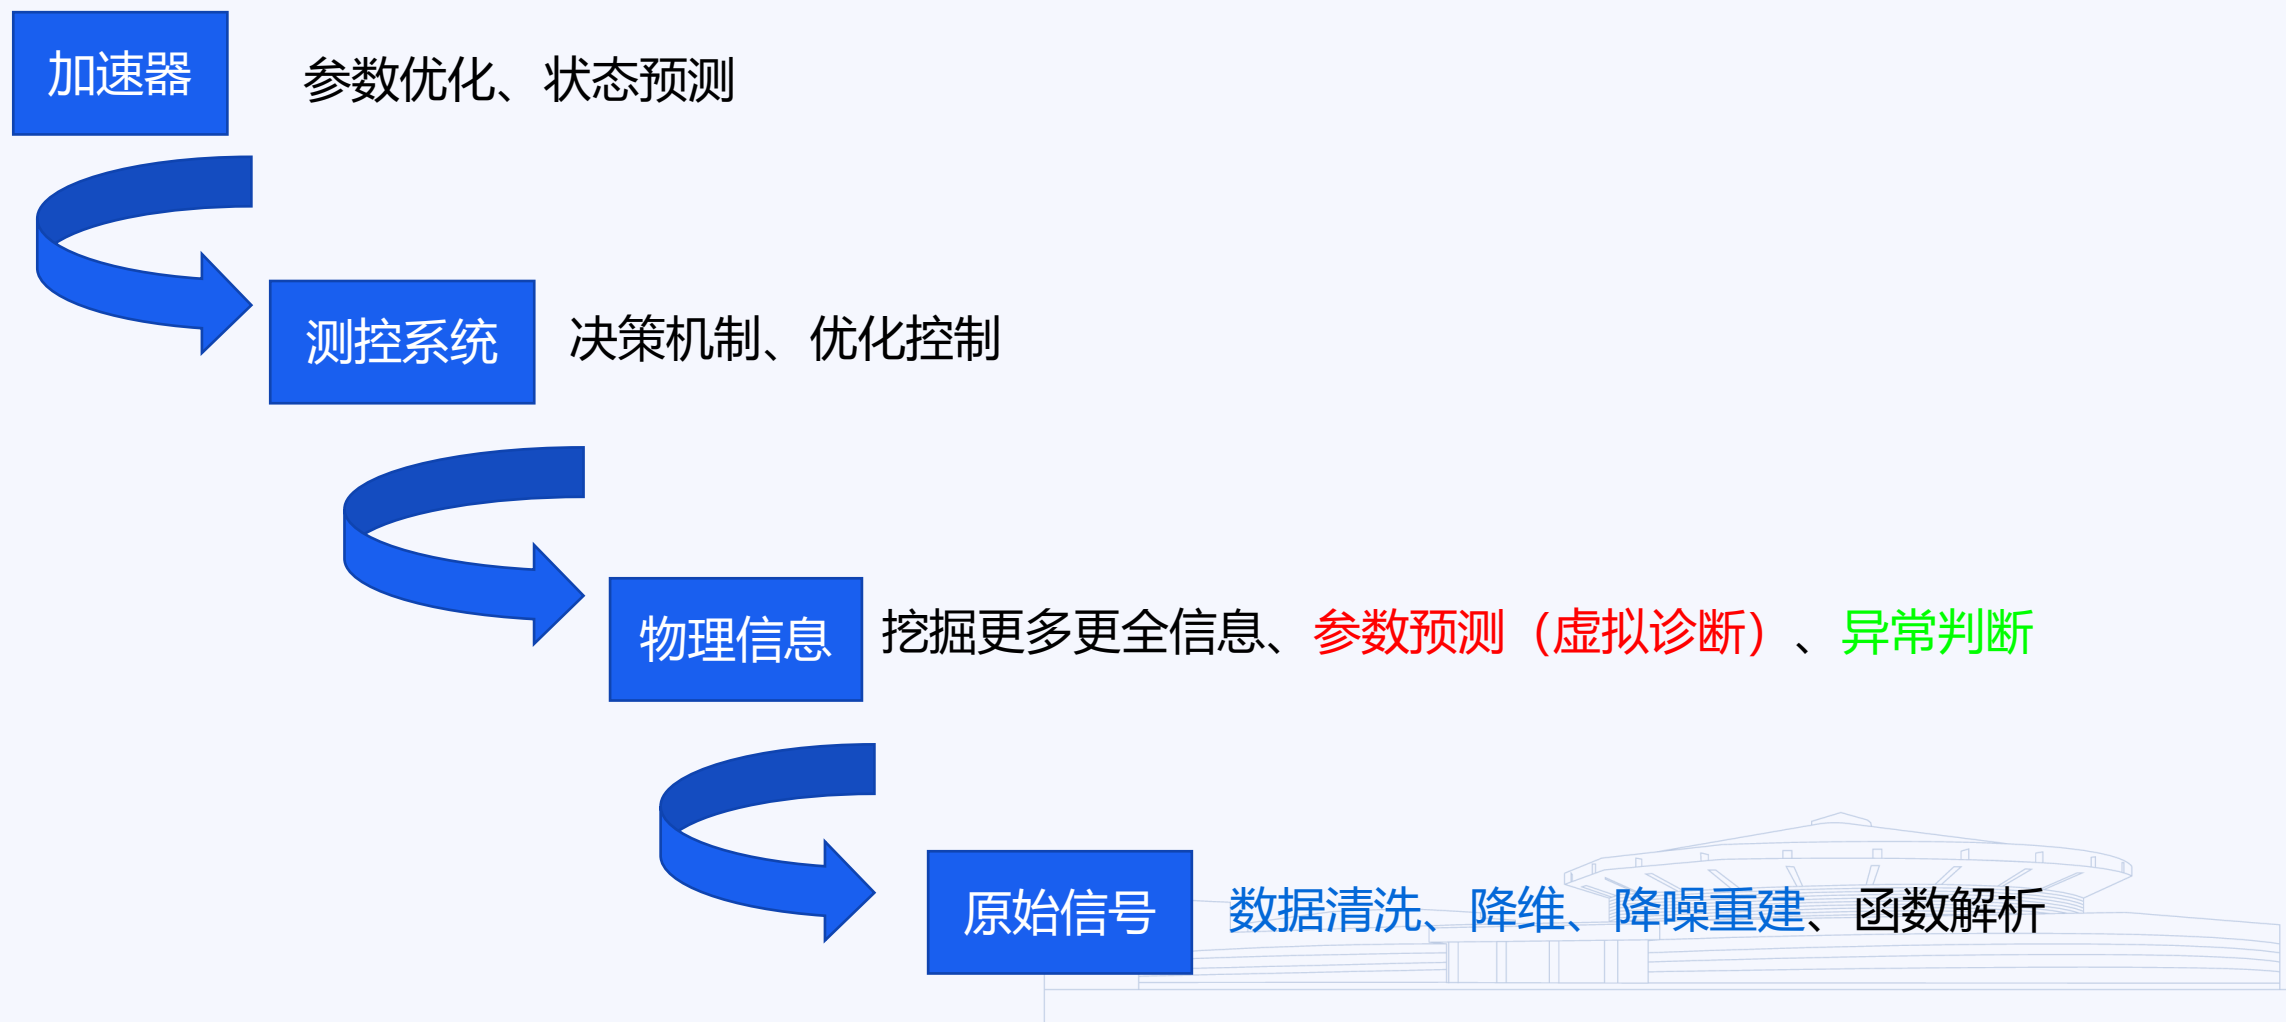 加速器
参数优化、状态预测
测控系统
决策机制、优化控制
物理信息
挖掘更多更全信息、参数预测（虚拟诊断）、异常判断
原始信号
数据清洗、降维、降噪重建、函数解析